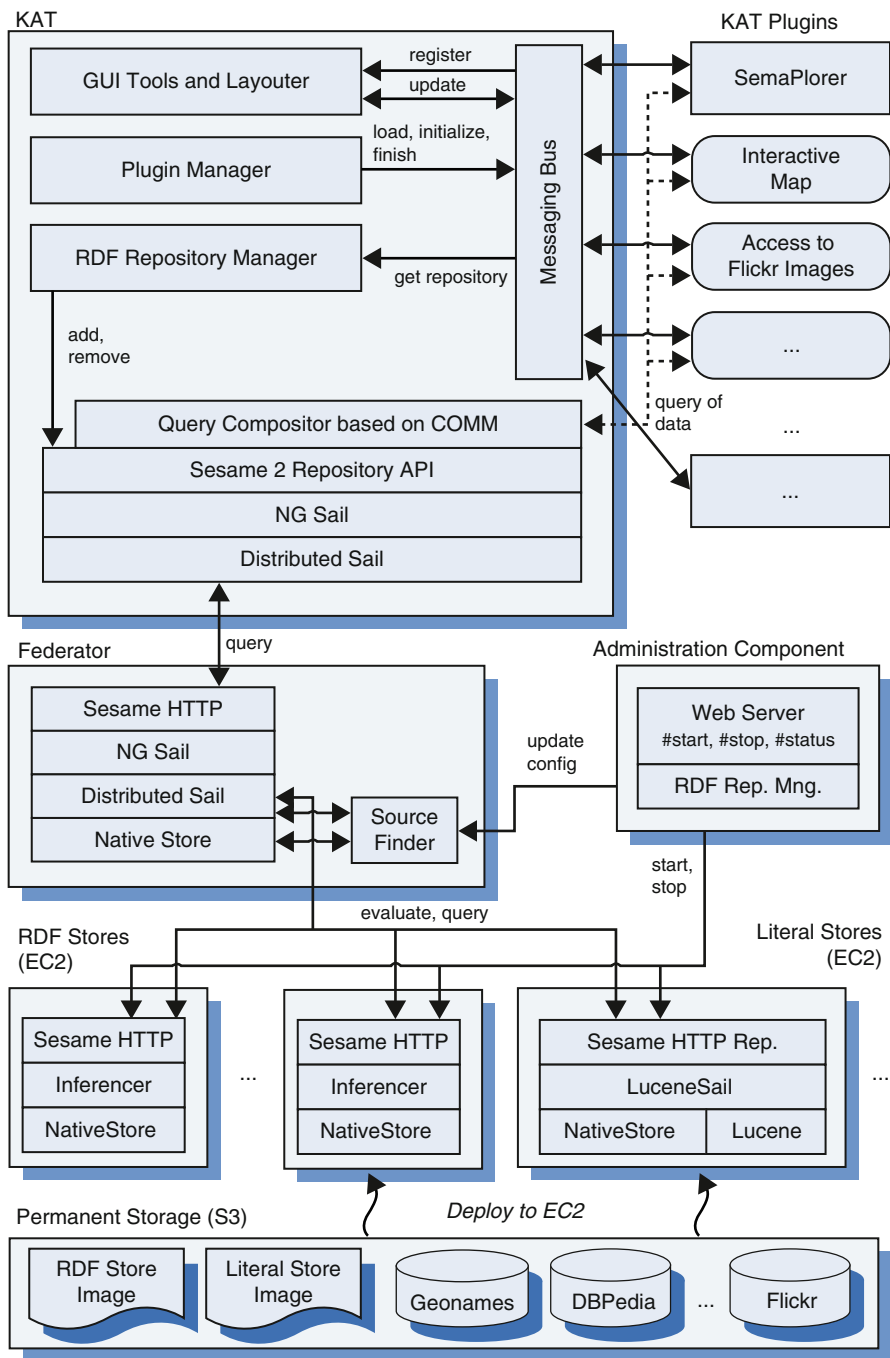 KAT
KAT Plugins
GUI Tools and Layouter
register
update
SemaPlorer
Plugin Manager
load, initialize,
finish
Messaging Bus
Interactive
Map
RDF Repository Manager
get repository
Access to
Flickr Images
add,
remove
...
Query Compositor based on COMM
query of
data
...
Sesame 2 Repository API
...
NG Sail
Distributed Sail
query
Federator
Administration Component
Sesame HTTP
NG Sail
Distributed Sail
Native Store
Source
Finder
update
config
Web Server
#start, #stop, #status
RDF Rep. Mng.
start,
stop
evaluate, query
RDF Stores
(EC2)
Literal Stores
(EC2)
Sesame HTTP
Inferencer
NativeStore
...
Sesame HTTP
Inferencer
NativeStore
Sesame HTTP Rep.
LuceneSail
NativeStore
Lucene
...
Deploy to EC2
Permanent Storage (S3)
RDF Store
Image
Literal Store
Image
Geonames
DBPedia
...
Flickr